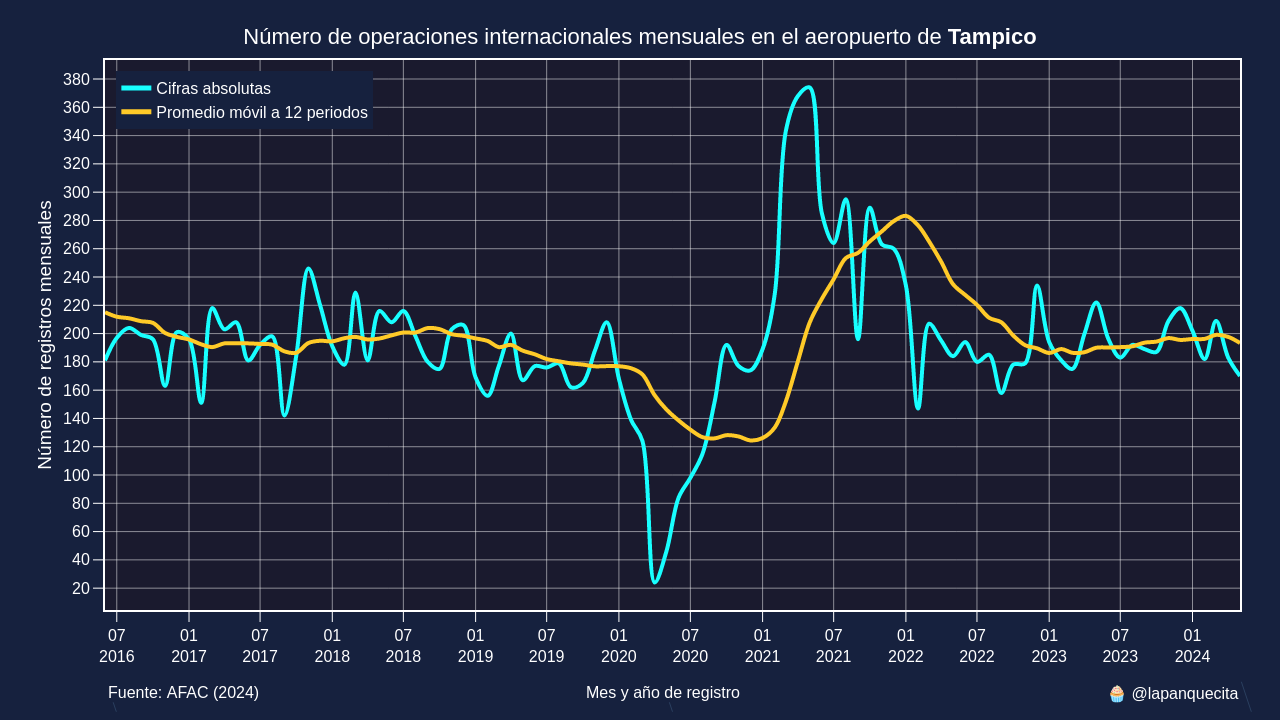 Número de operaciones internacionales mensuales en el aeropuerto de Tampico
Cifras absolutas
Promedio móvil a 12 periodos
Número de registros mensuales
380
360
340
320
300
280
260
240
220
200
180
160
140
120
100
80
60
40
20
07 01 07 01 07 01 07 01 07 01 07 01 07 01 07 01
2016 2017 2017 2018 2018 2019 2019 2020 2020 2021 2021 2022 2022 2023 2023 2024
Fuente: AFAC (2024) Mes y año de registro 🧁 @lapanquecita